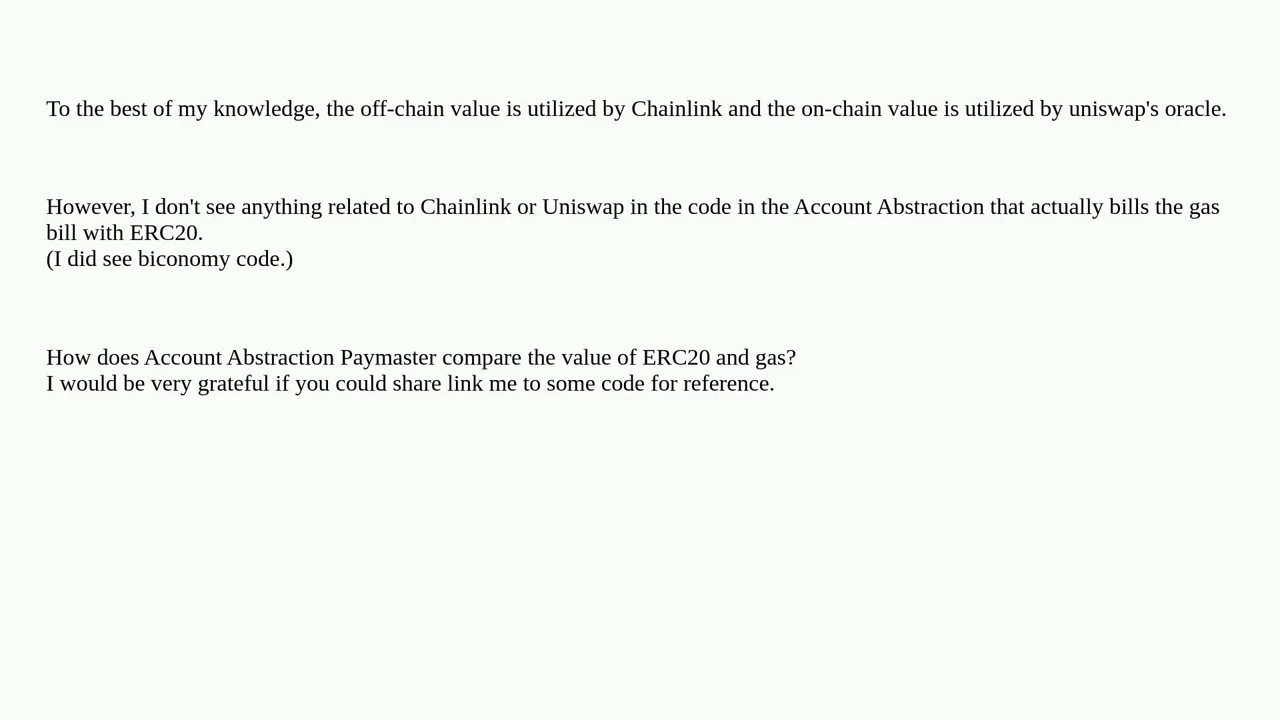 To the best of my knowledge, the off-chain value is utilized by Chainlink and the on-chain value is utilized by uniswap's oracle.
However, I don't see anything related to Chainlink or Uniswap in the code in the Account Abstraction that actually bills the gas
bill with ERC20.
(I did see biconomy code.)
How does Account Abstraction Paymaster compare the value of ERC20 and gas?
I would be very grateful if you could share link me to some code for reference.